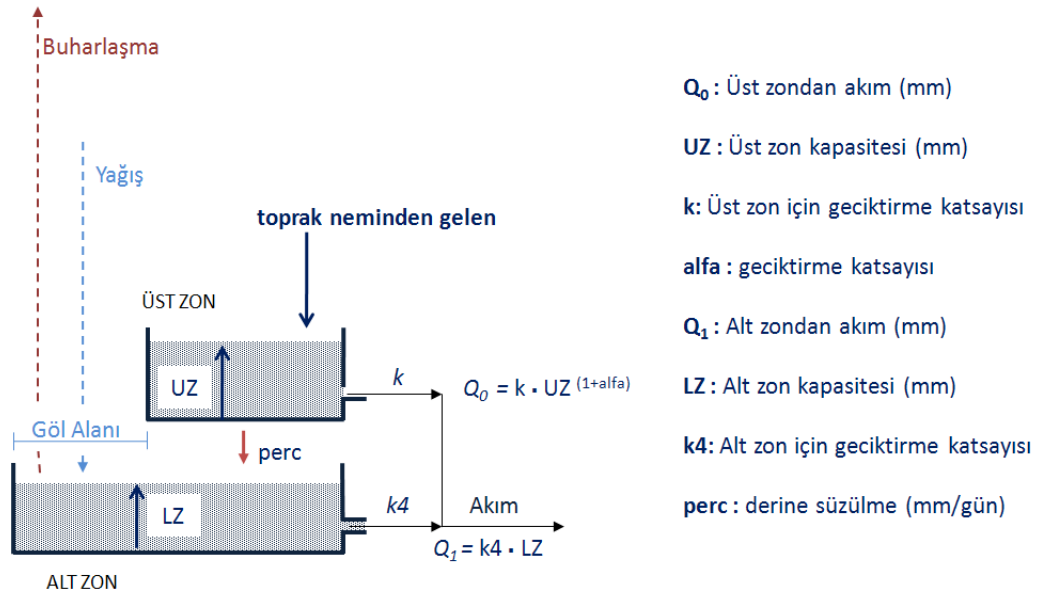 Buharlaşma
Yağış
toprak neminden gelen
ÜST ZON
UZ
k
Q₀ = k · UZ ⁽¹⁺ᵃˡᶠᵃ⁾
Göl Alanı
perc
LZ
k4
Akım
Q₁ = k4 · LZ
ALT ZON
Q₀ : Üst zondan akım (mm)
UZ : Üst zon kapasitesi (mm)
k: Üst zon için geciktirme katsayısı
alfa : geciktirme katsayısı
Q₁ : Alt zondan akım (mm)
LZ : Alt zon kapasitesi (mm)
k4: Alt zon için geciktirme katsayısı
perc : derine süzülme (mm/gün)